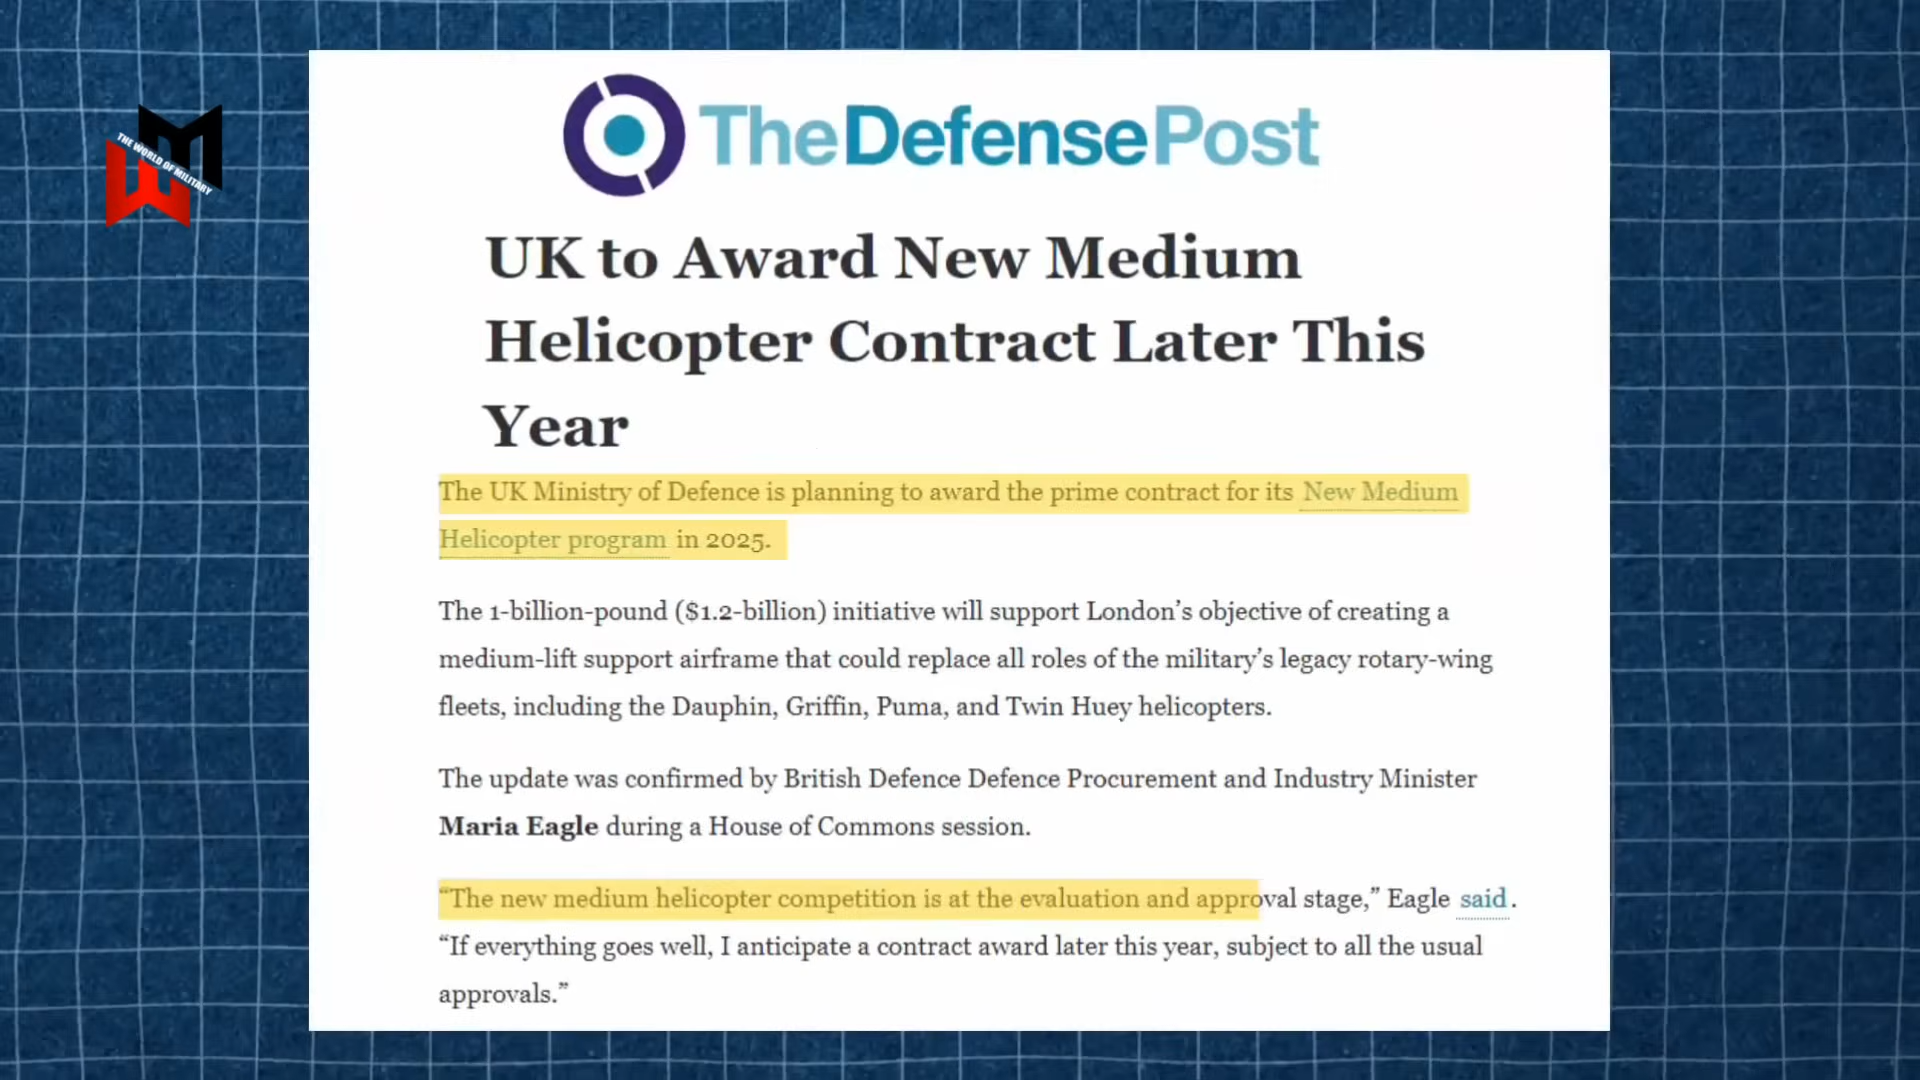 THE WORLD OF MILITARY
TheDefensePost
UK to Award New Medium
Helicopter Contract Later This
Year
The UK Ministry of Defence is planning to award the prime contract for its New Medium
Helicopter program in 2025.
The 1-billion-pound ($1.2-billion) initiative will support London’s objective of creating a
medium-lift support airframe that could replace all roles of the military’s legacy rotary-wing
fleets, including the Dauphin, Griffin, Puma, and Twin Huey helicopters.
The update was confirmed by British Defence Defence Procurement and Industry Minister
Maria Eagle during a House of Commons session.
“The new medium helicopter competition is at the evaluation and approval stage,” Eagle said.
“If everything goes well, I anticipate a contract award later this year, subject to all the usual
approvals.”